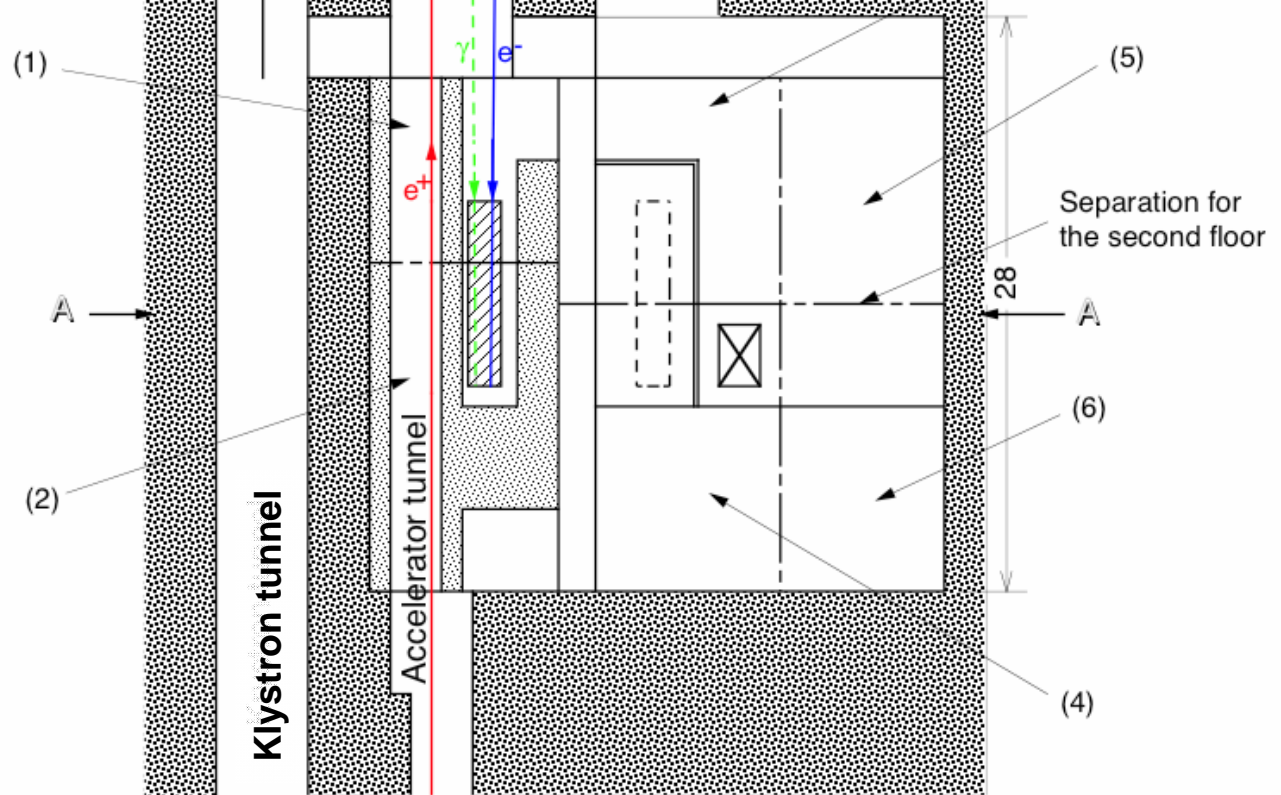 γ
e-
(1)
(5)
e+
Separation for
the second floor
28
A
A
(6)
(2)
Klystron tunnel
Accelerator tunnel
(4)